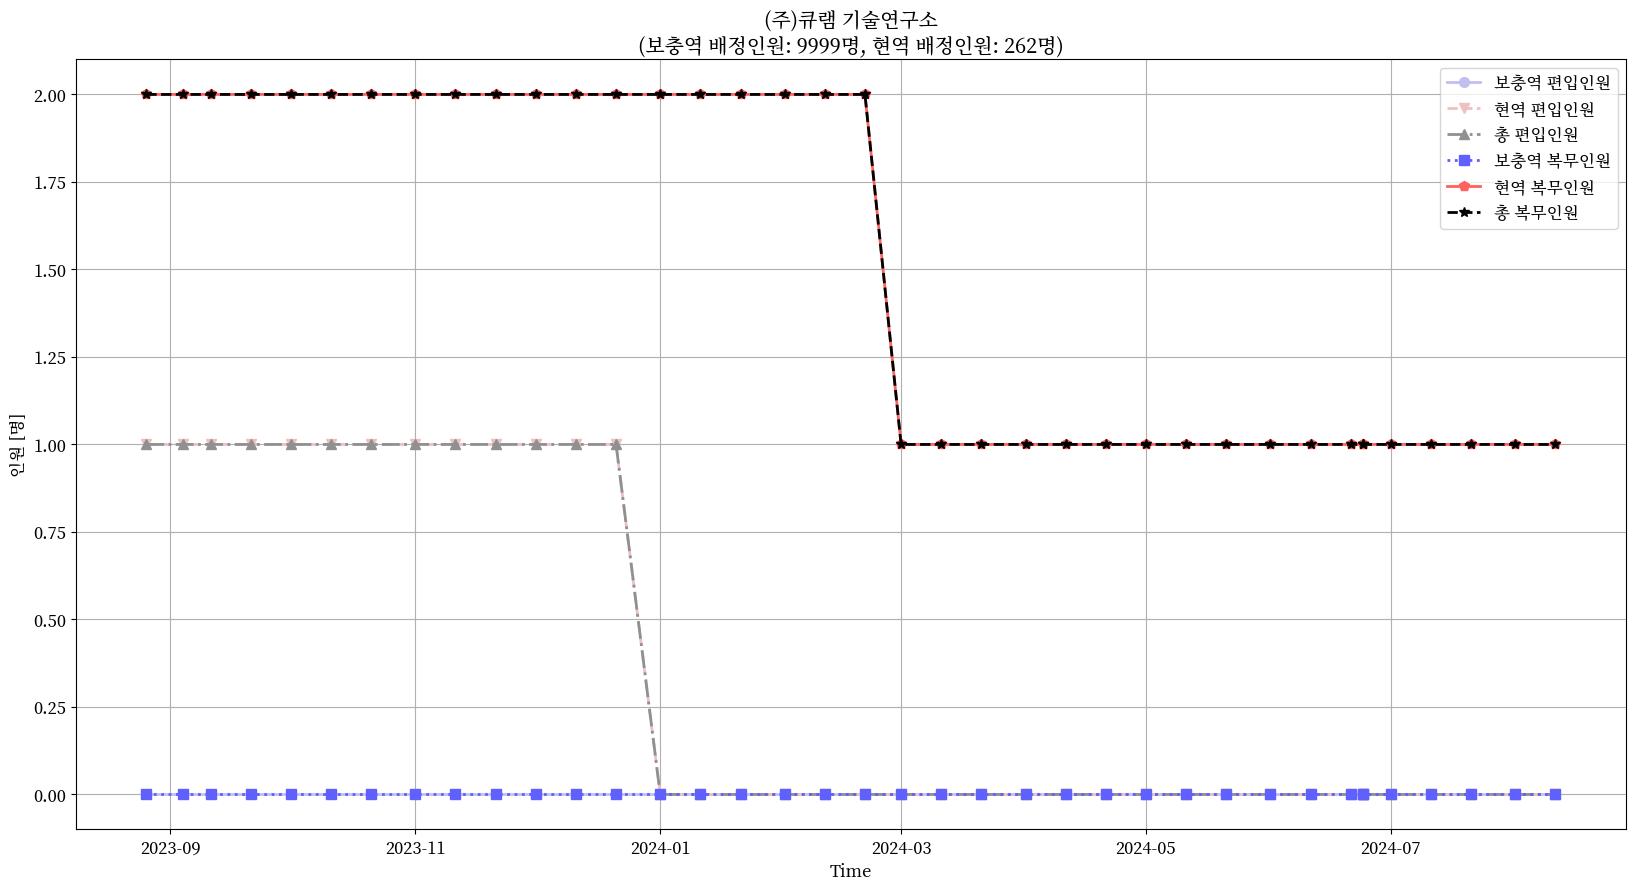 (주)큐램 기술연구소
(보충역 배정인원: 9999명, 현역 배정인원: 262명)
보충역 편입인원
현역 편입인원
총 편입인원
보충역 복무인원
현역 복무인원
총 복무인원
2.00
1.75
1.50
1.25
1.00
0.75
0.50
0.25
0.00
인원 [명]
2023-09 2023-11 2024-01 2024-03 2024-05 2024-07
Time